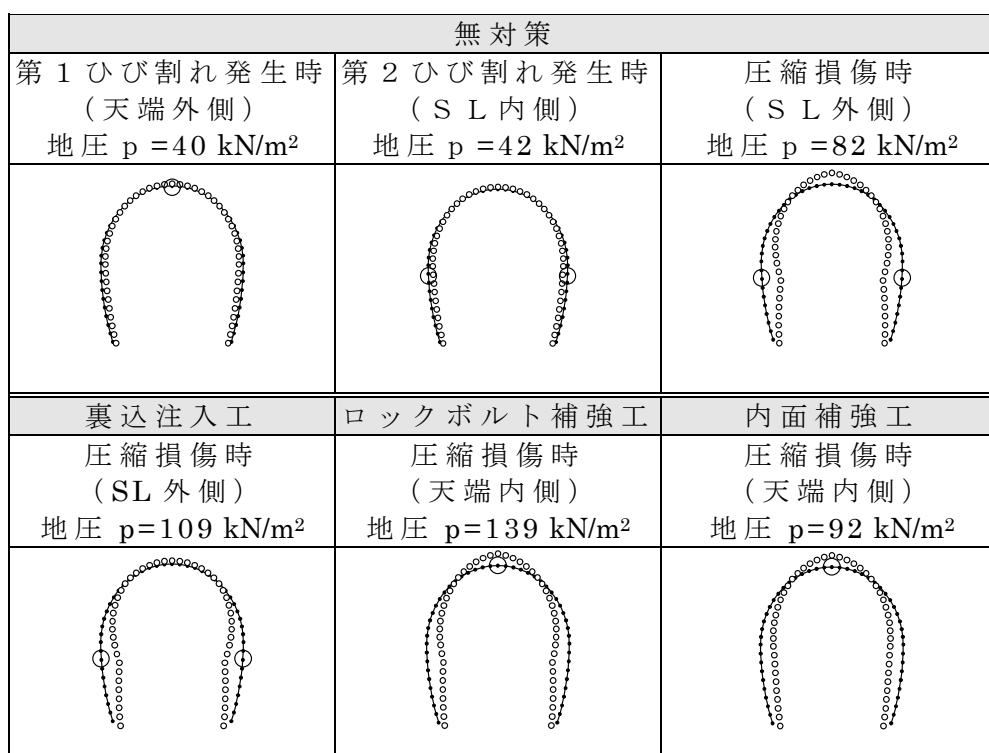 無対策
第１ひび割れ発生時 第２ひび割れ発生時 圧縮損傷時
（天端外側） （ＳＬ内側） （ＳＬ外側）
地圧 p =40 kN/m² 地圧 p =42 kN/m² 地圧 p =82 kN/m²
裏込注入工 ロックボルト補強工 内面補強工
圧縮損傷時 圧縮損傷時 圧縮損傷時
（SL 外側） （天端内側） （天端内側）
地圧 p=109 kN/m² 地圧 p=139 kN/m² 地圧 p=92 kN/m²